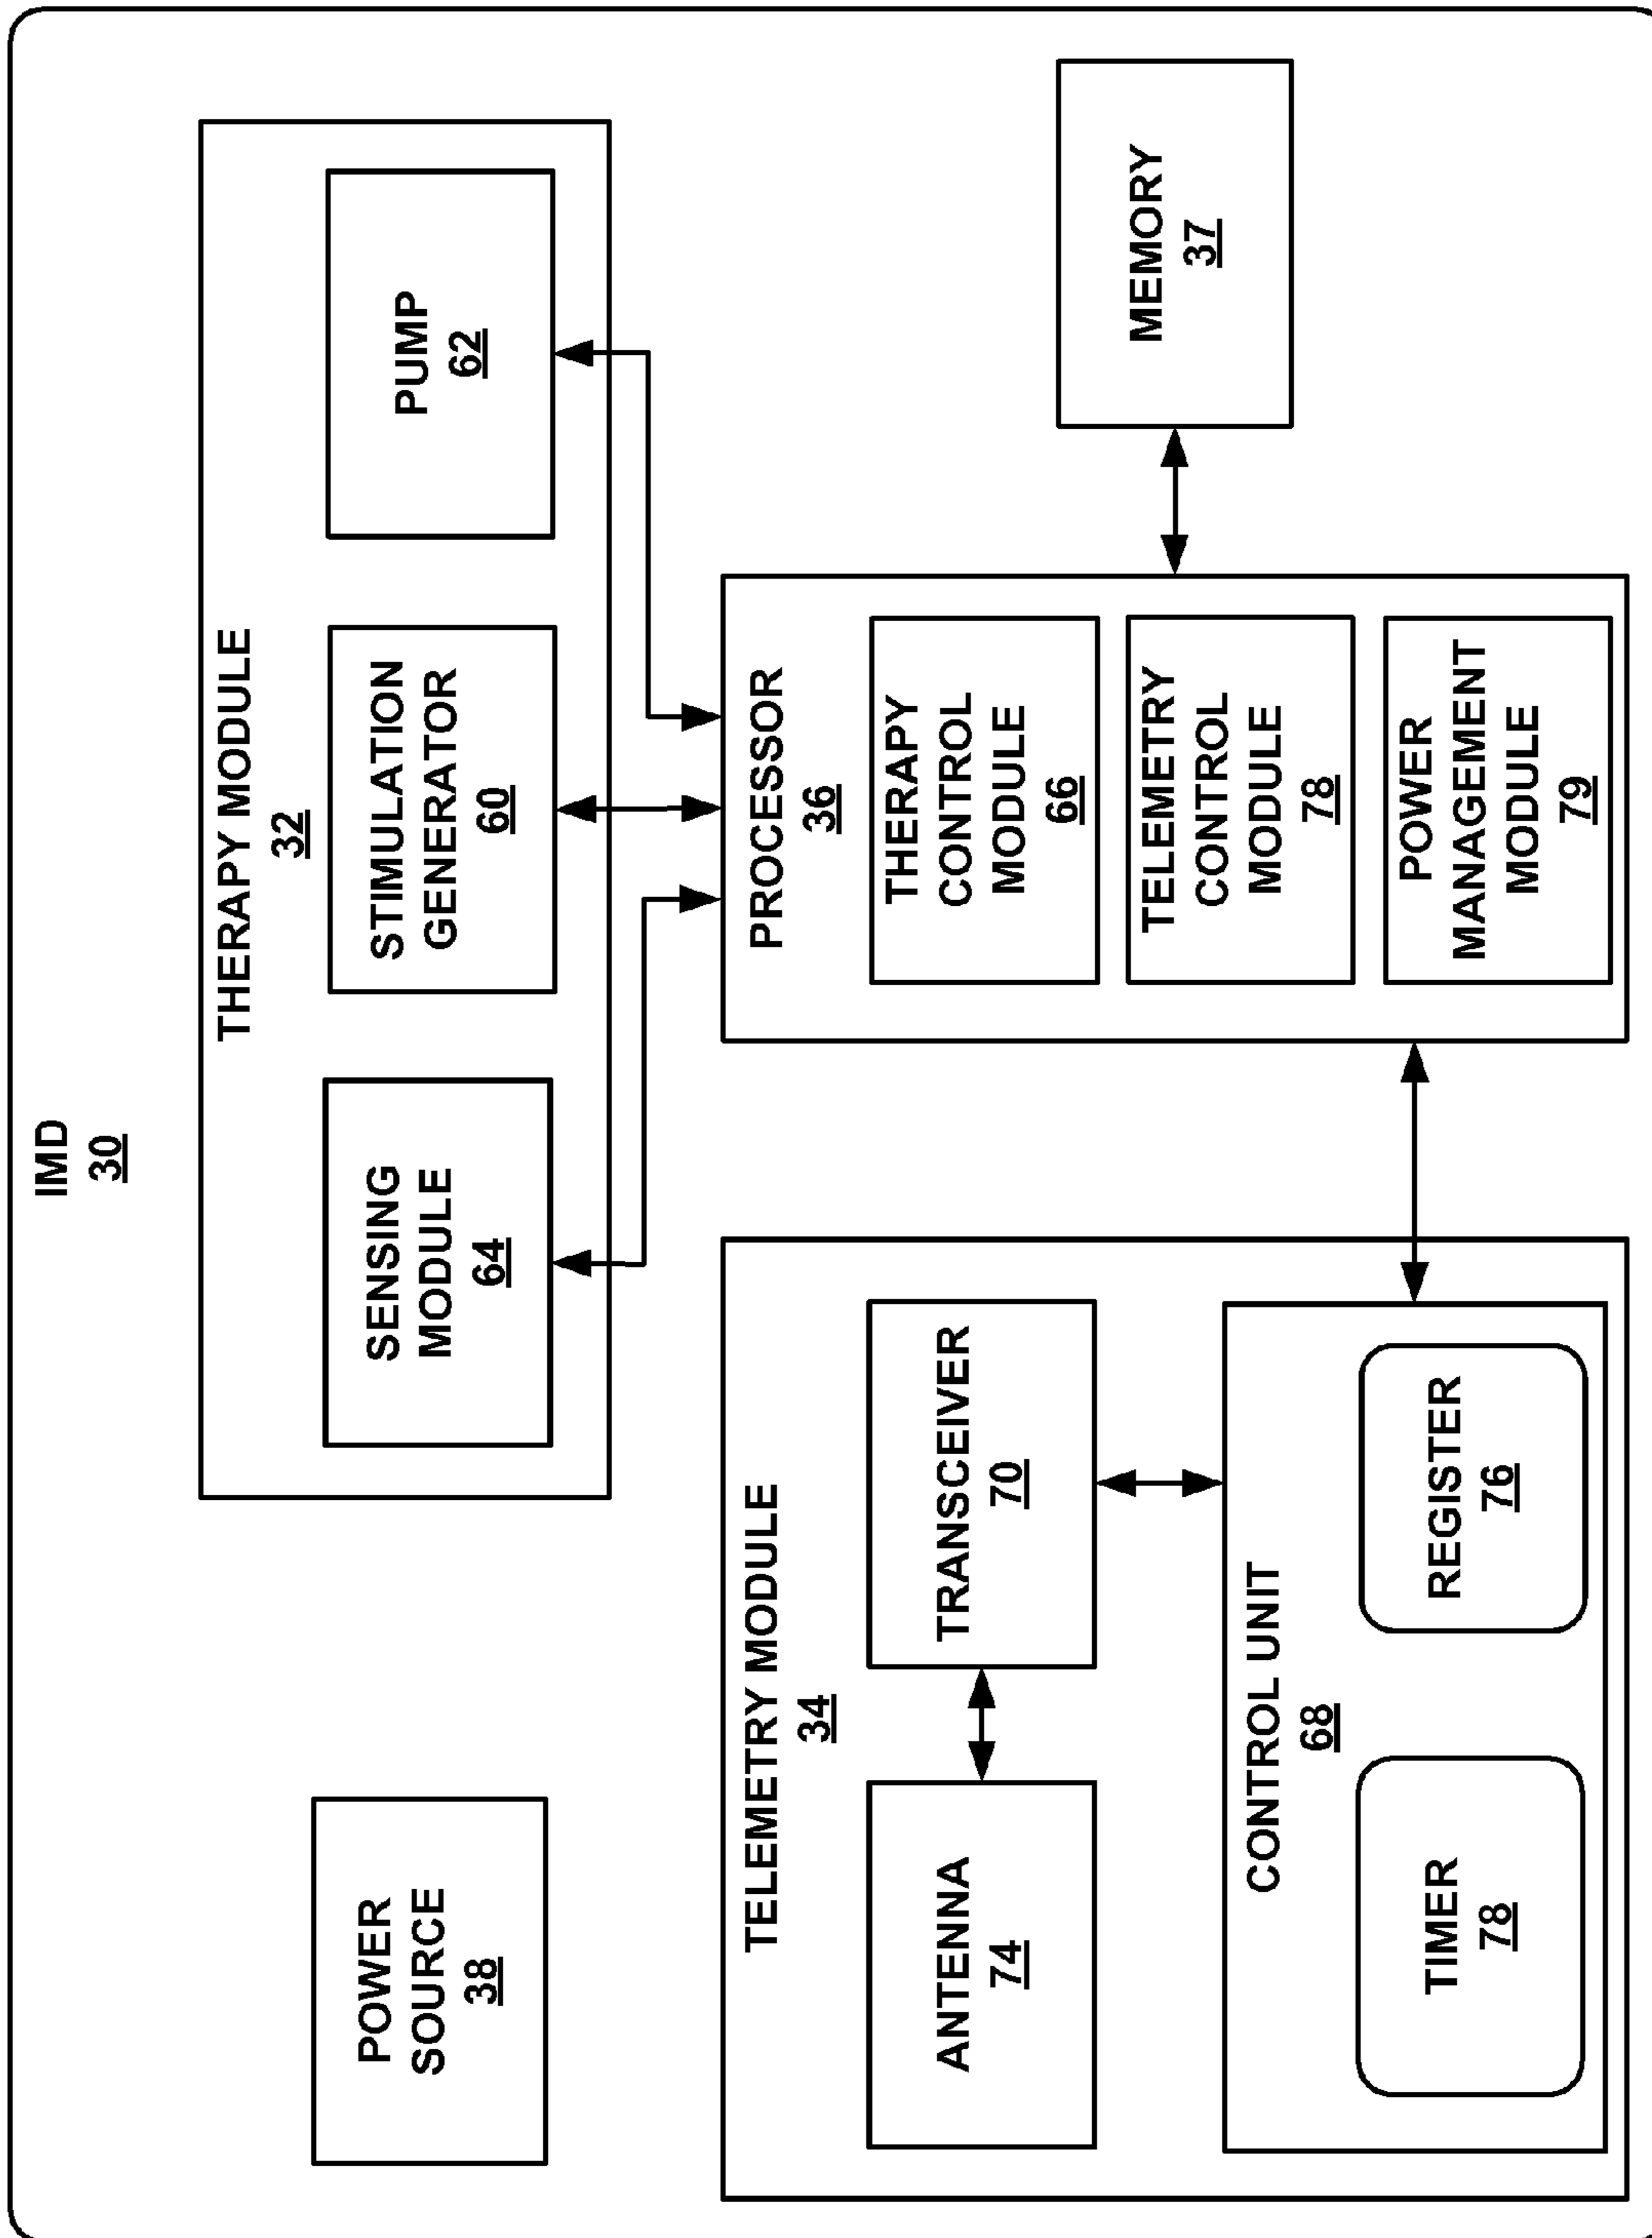 IMD
30
POWER
SOURCE
38
THERAPY MODULE
32
SENSING
MODULE
64
STIMULATION
GENERATOR
60
PUMP
62
TELEMETRY MODULE
34
ANTENNA
74
TRANSCEIVER
70
CONTROL UNIT
68
TIMER
78
REGISTER
76
PROCESSOR
36
THERAPY
CONTROL
MODULE
66
TELEMETRY
CONTROL
MODULE
78
POWER
MANAGEMENT
MODULE
79
MEMORY
37